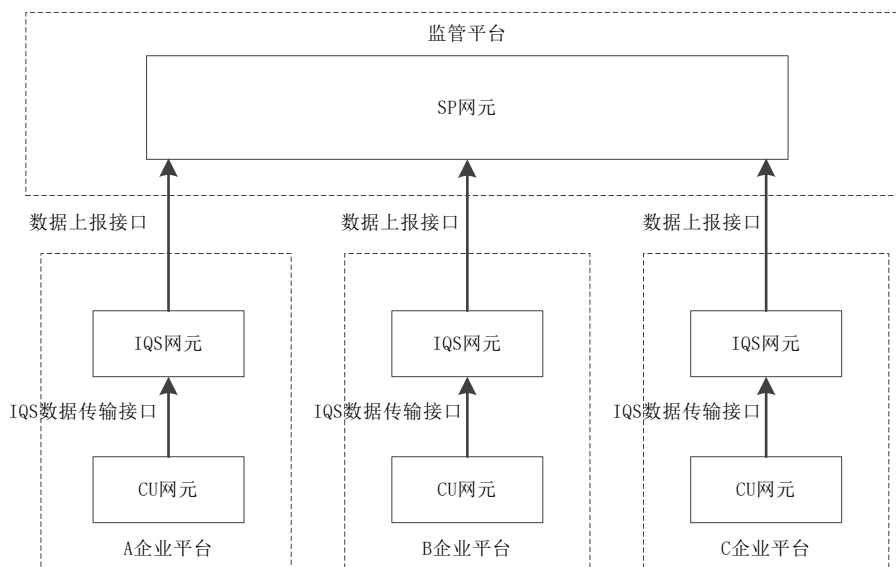 监管平台
SP网元
数据上报接口
数据上报接口
数据上报接口
IQS网元
IQS网元
IQS网元
IQS数据传输接口
IQS数据传输接口
IQS数据传输接口
CU网元
CU网元
CU网元
A企业平台
B企业平台
C企业平台